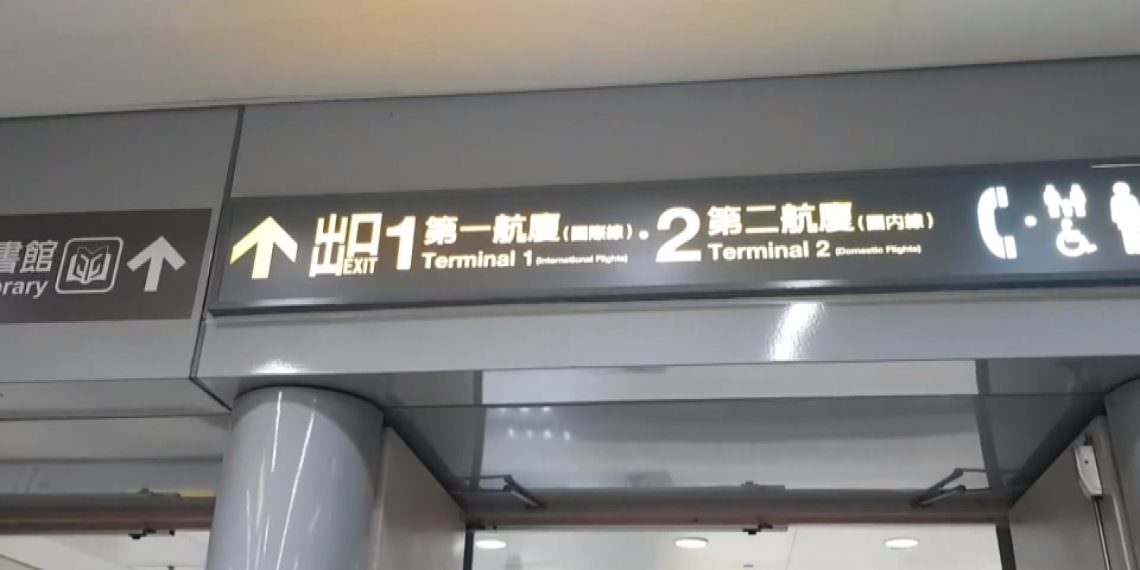 書館
rary
出口
EXIT
1 第一航廈(國際線)・2 第二航廈(國內線)
Terminal 1 (International Flights) Terminal 2 (Domestic Flights)